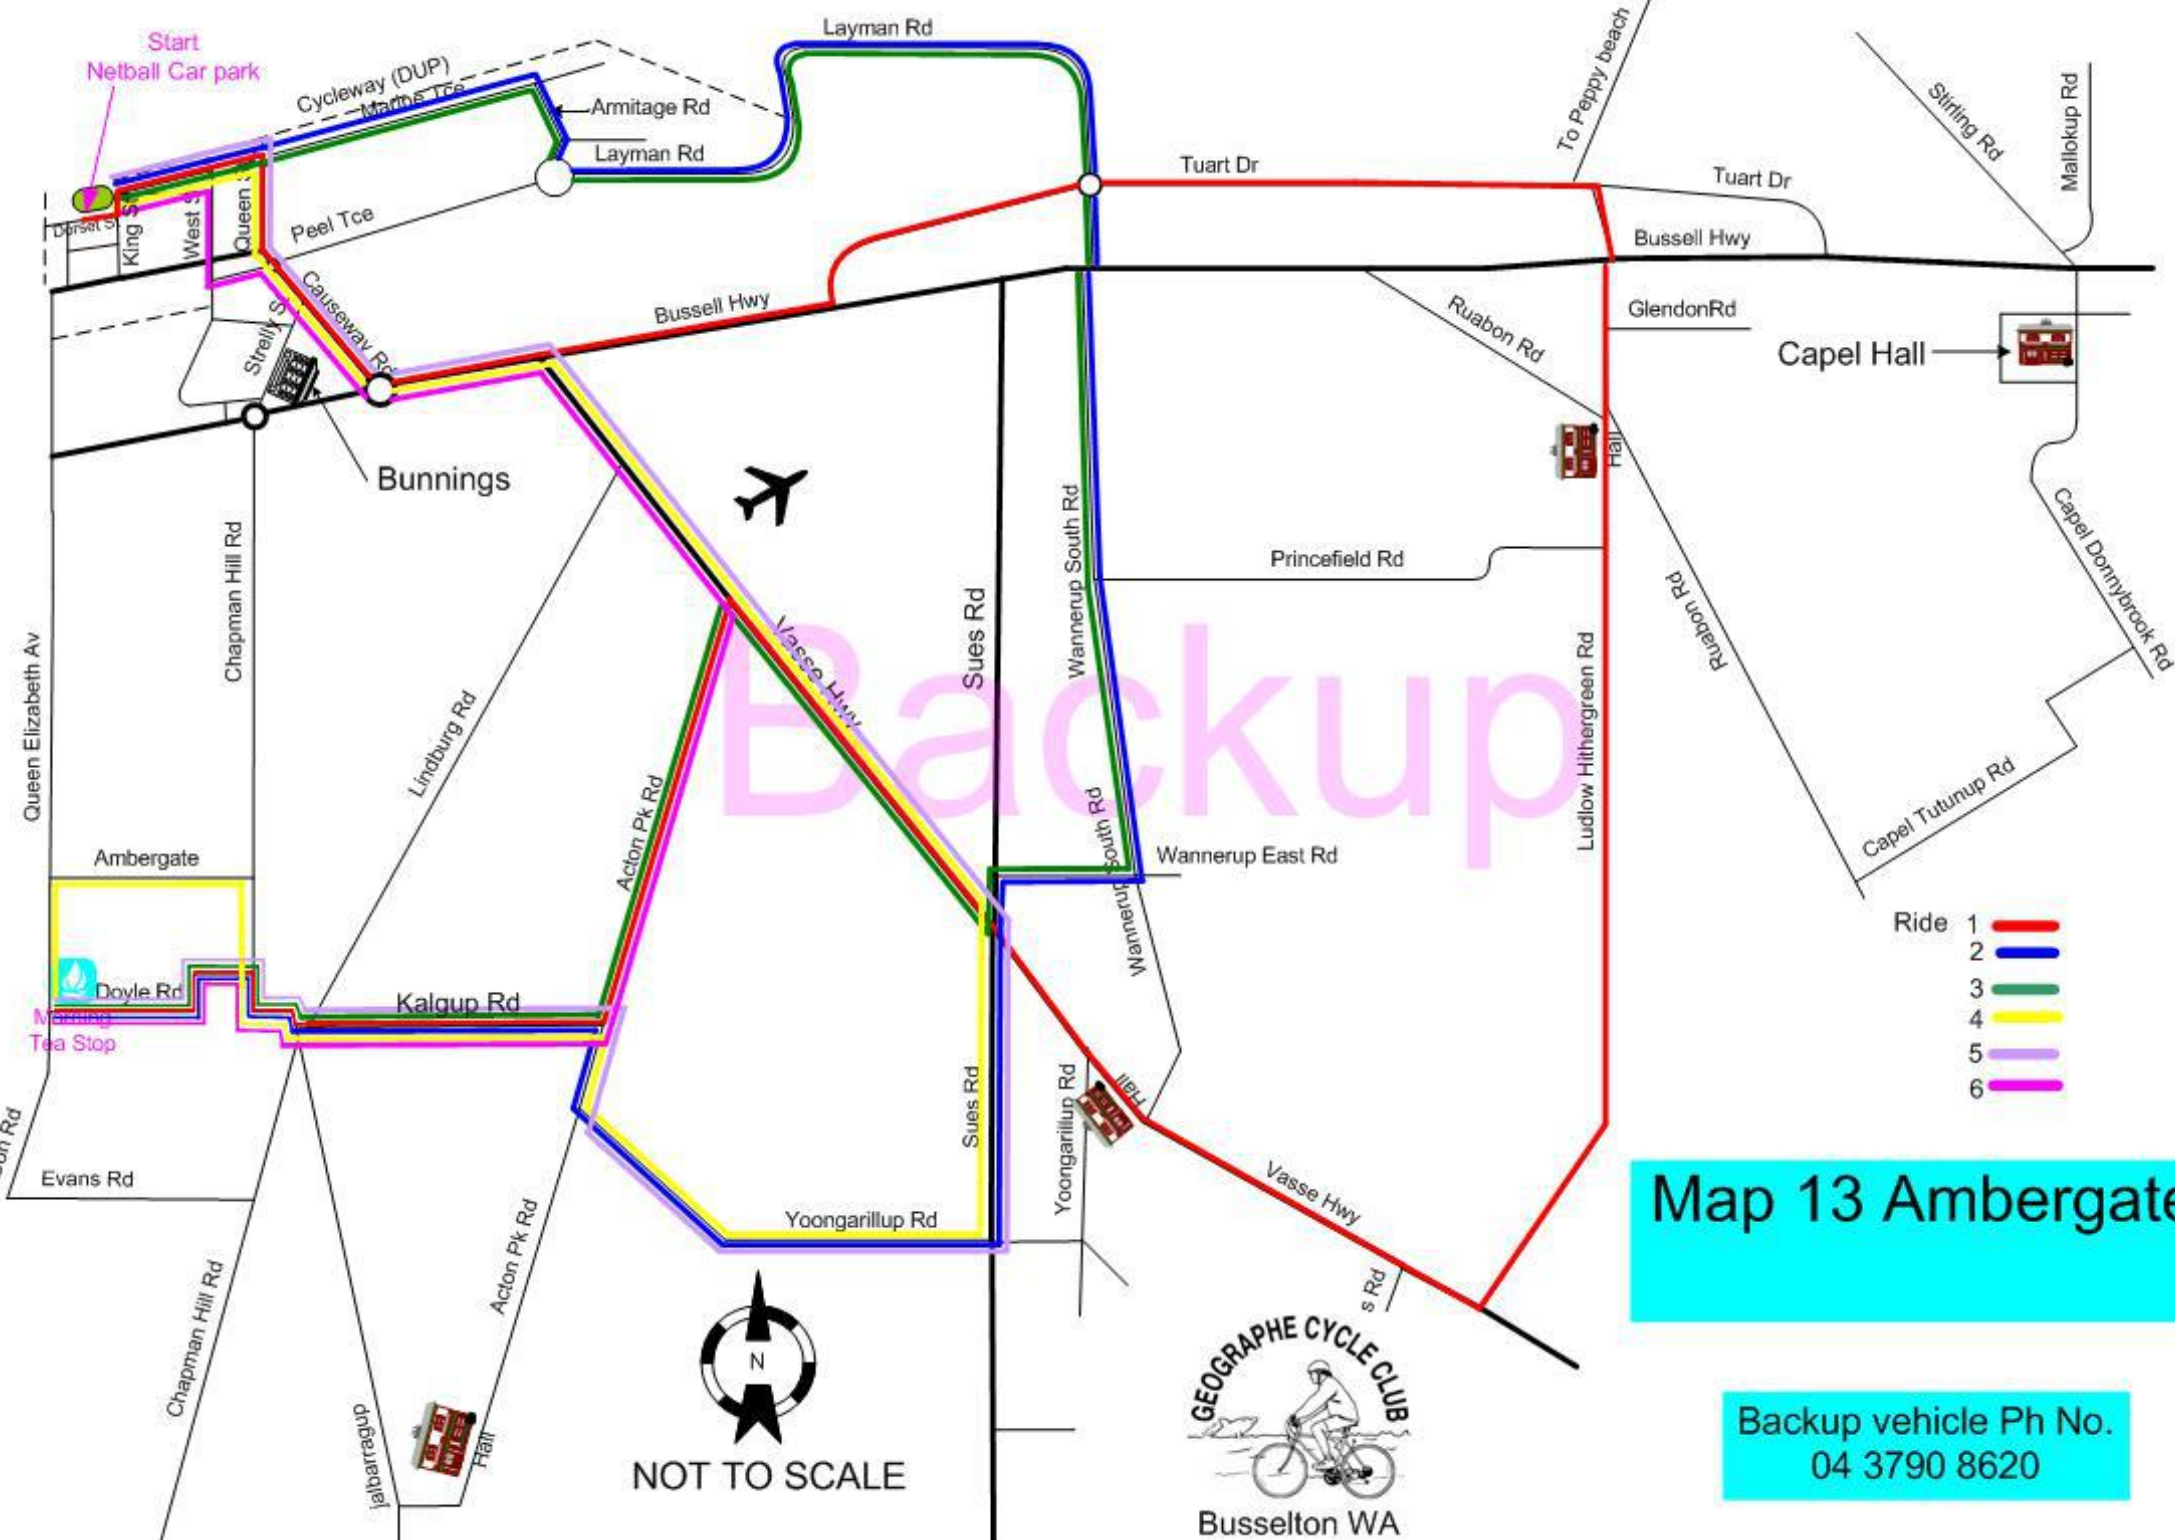 Start
Netball Car park
Cycleway (DUP)
Marine Tce
Layman Rd
Armitage Rd
Layman Rd
To Peppy beach
Stirling Rd
Mallokup Rd
Tuart Dr
Tuart Dr
Dorset S
King S
West S
Queen S
Peel Tce
Bussell Hwy
Causeway Rd
Bussell Hwy
Strelly S
Ruabon Rd
GlendonRd
Capel Hall
Hall
Bunnings
Chapman Hill Rd
Wannerup South Rd
Princefield Rd
Capel Donnybrook Rd
Ruabon Rd
Sues Rd
Queen Elizabeth Av
Lindburg Rd
Vasse Hwy
Backup
Ludlow Hithergreen Rd
Acton Pk Rd
Capel Tutunup Rd
Ambergate
Wannerup South Rd
Wannerup East Rd
Ride 1
2
3
4
5
6
Doyle Rd
Kalgup Rd
Morning
Tea Stop
Sues Rd
Yoongarillup Rd
Hall
Evans Rd
Vasse Hwy
Yoongarillup Rd
Acton Pk Rd
Chapman Hill Rd
s Rd
Map 13 Ambergate
N
jalbarragup
Hall
GEOGRAPHE CYCLE CLUB
Busselton WA
NOT TO SCALE
Backup vehicle Ph No.
04 3790 8620